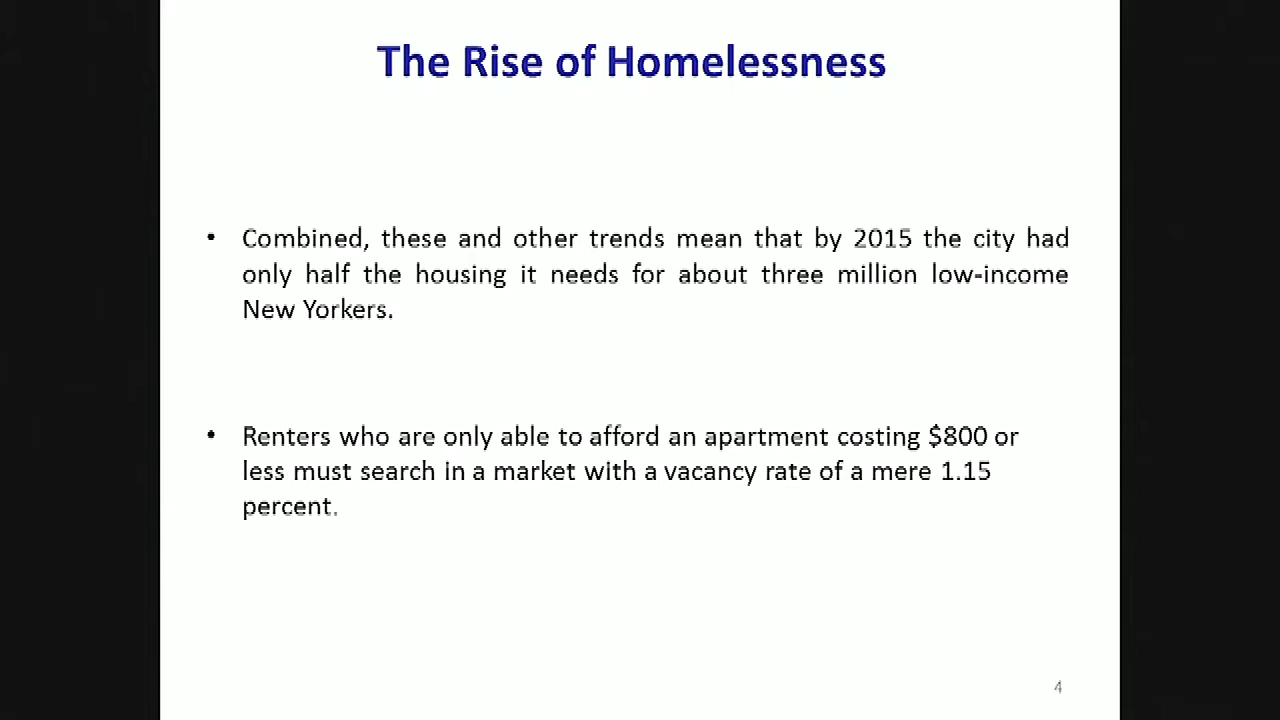 The Rise of Homelessness
• Combined, these and other trends mean that by 2015 the city had
only half the housing it needs for about three million low-income
New Yorkers.
• Renters who are only able to afford an apartment costing $800 or
less must search in a market with a vacancy rate of a mere 1.15
percent.
4